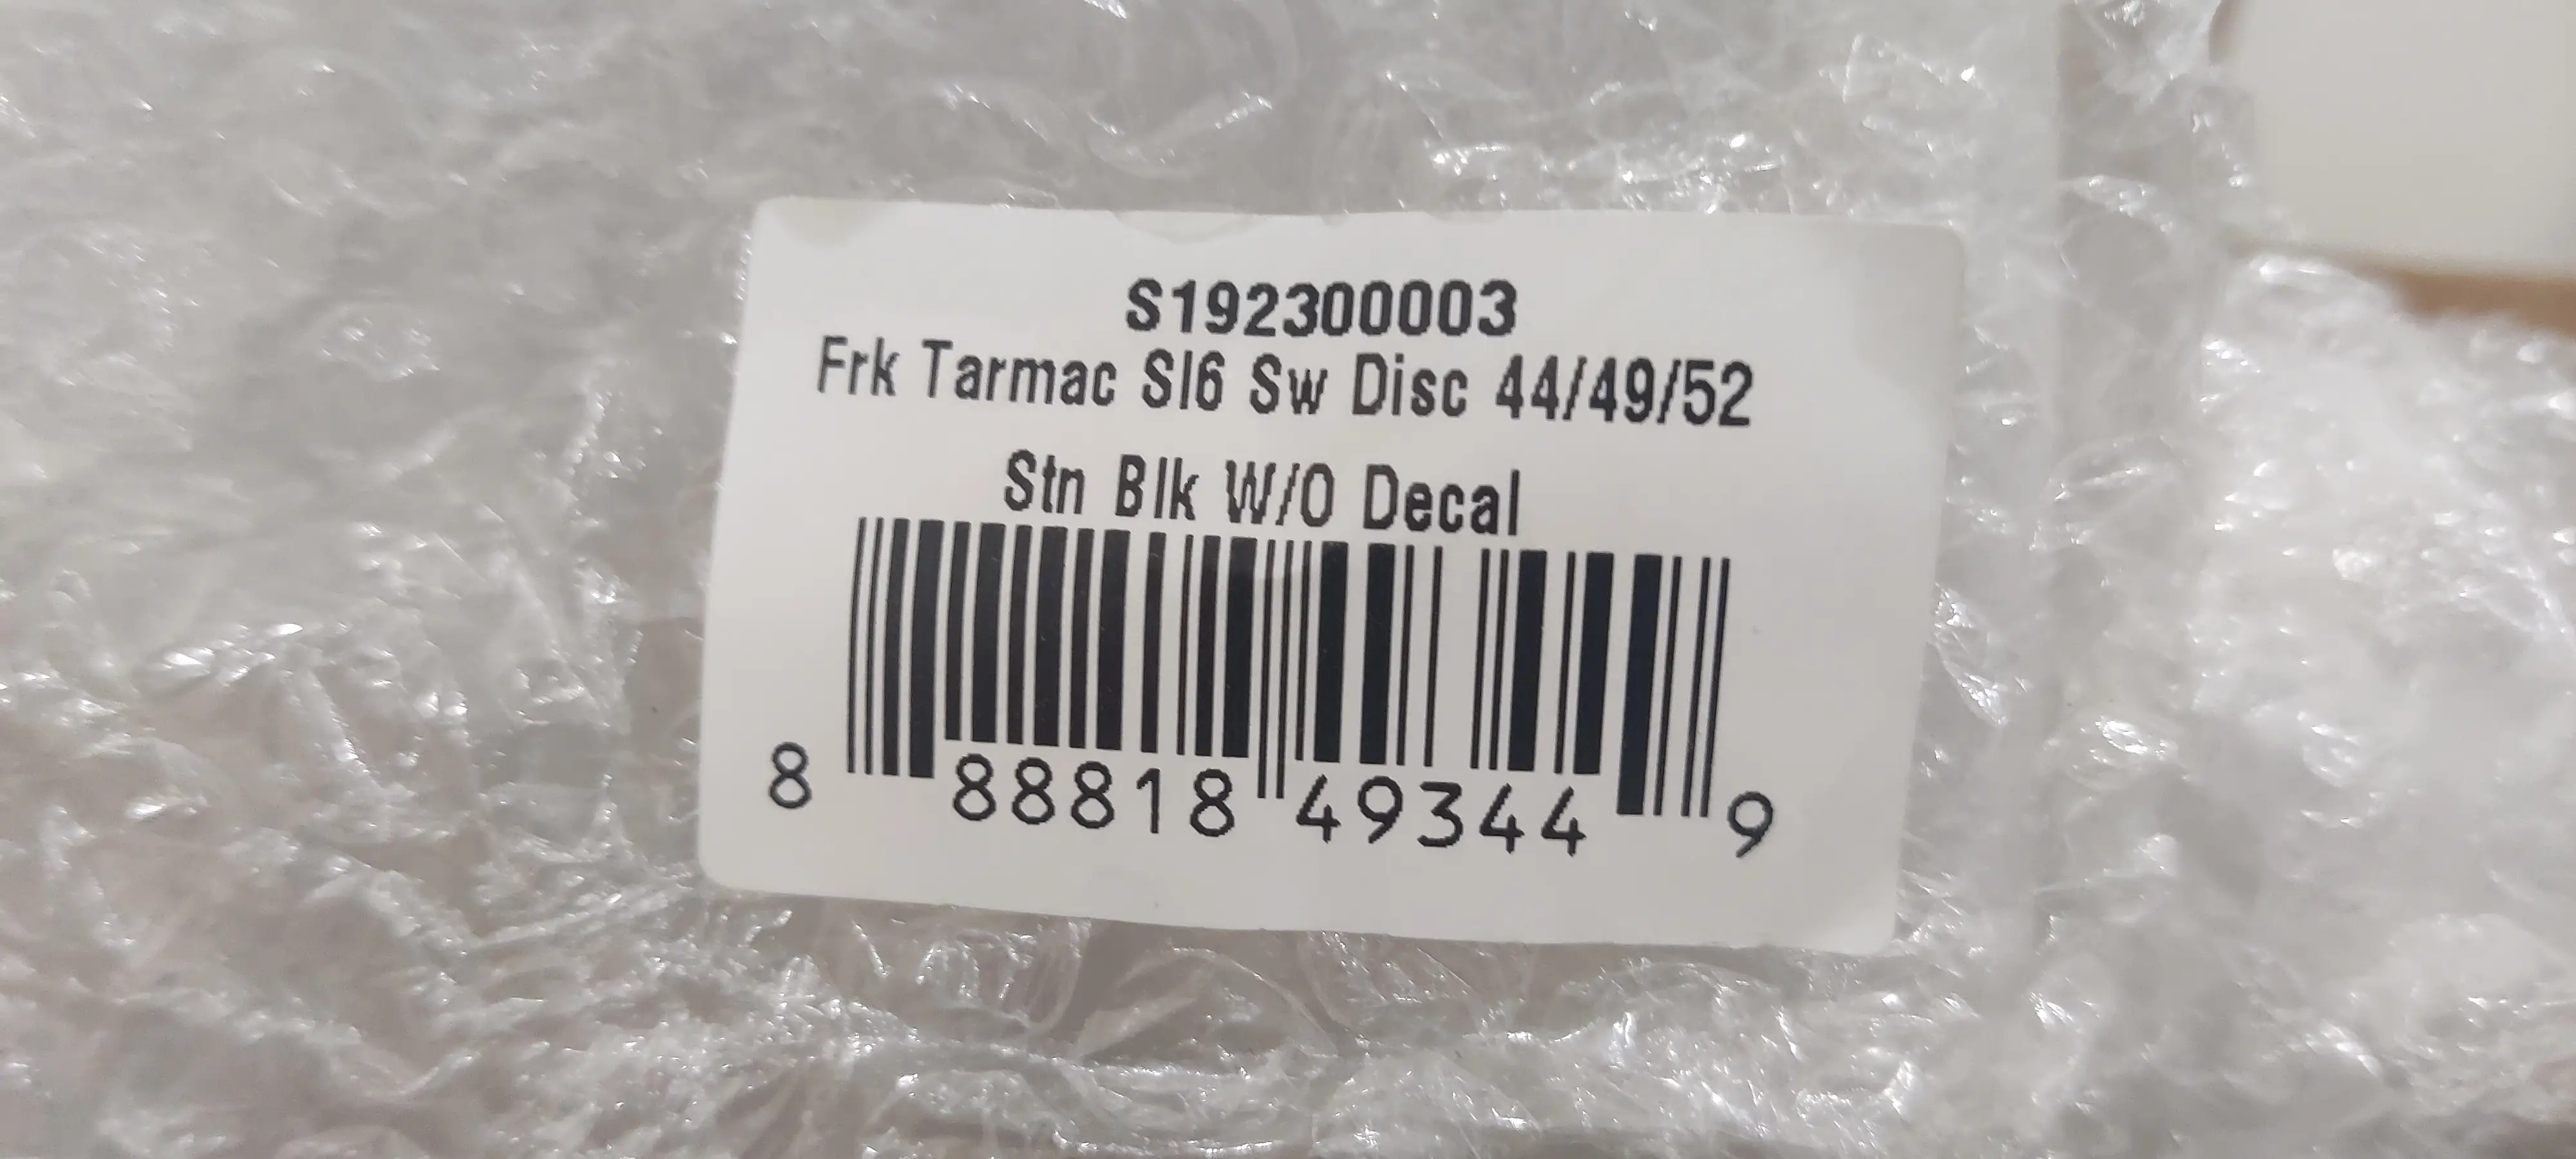 S192300003
Frk Tarmac Sl6 Sw Disc 44/49/52
Stn Blk W/O Decal
8 88818 49344 9